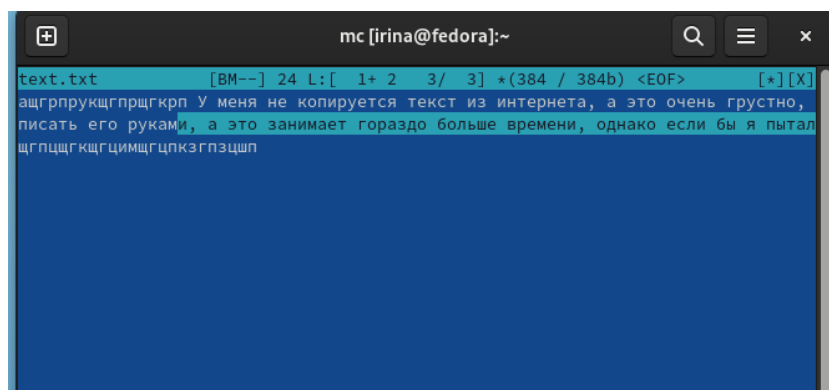 mc [irina@fedora]:~
text.txt [BM--] 24 L:[ 1+ 2 3/ 3] *(384 / 384b) <EOF> [*][X]
ащгрпрукщгпрщгкрп У меня не копируется текст из интернета, а это очень грустно,
писать его руками, а это занимает гораздо больше времени, однако если бы я пытал
щгпцщгкщгцимщгцпкзгпзцшп